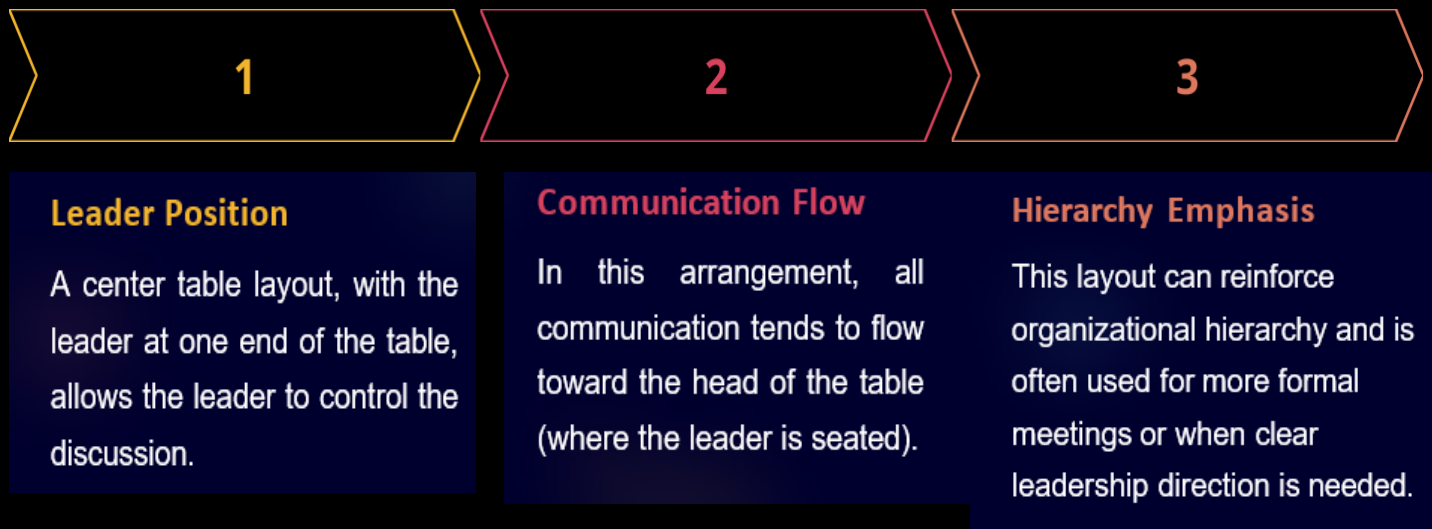 1
2
3
Leader Position
A center table layout, with the
leader at one end of the table,
allows the leader to control the
discussion.
Communication Flow
In this arrangement, all
communication tends to flow
toward the head of the table
(where the leader is seated).
Hierarchy Emphasis
This layout can reinforce
organizational hierarchy and is
often used for more formal
meetings or when clear
leadership direction is needed.